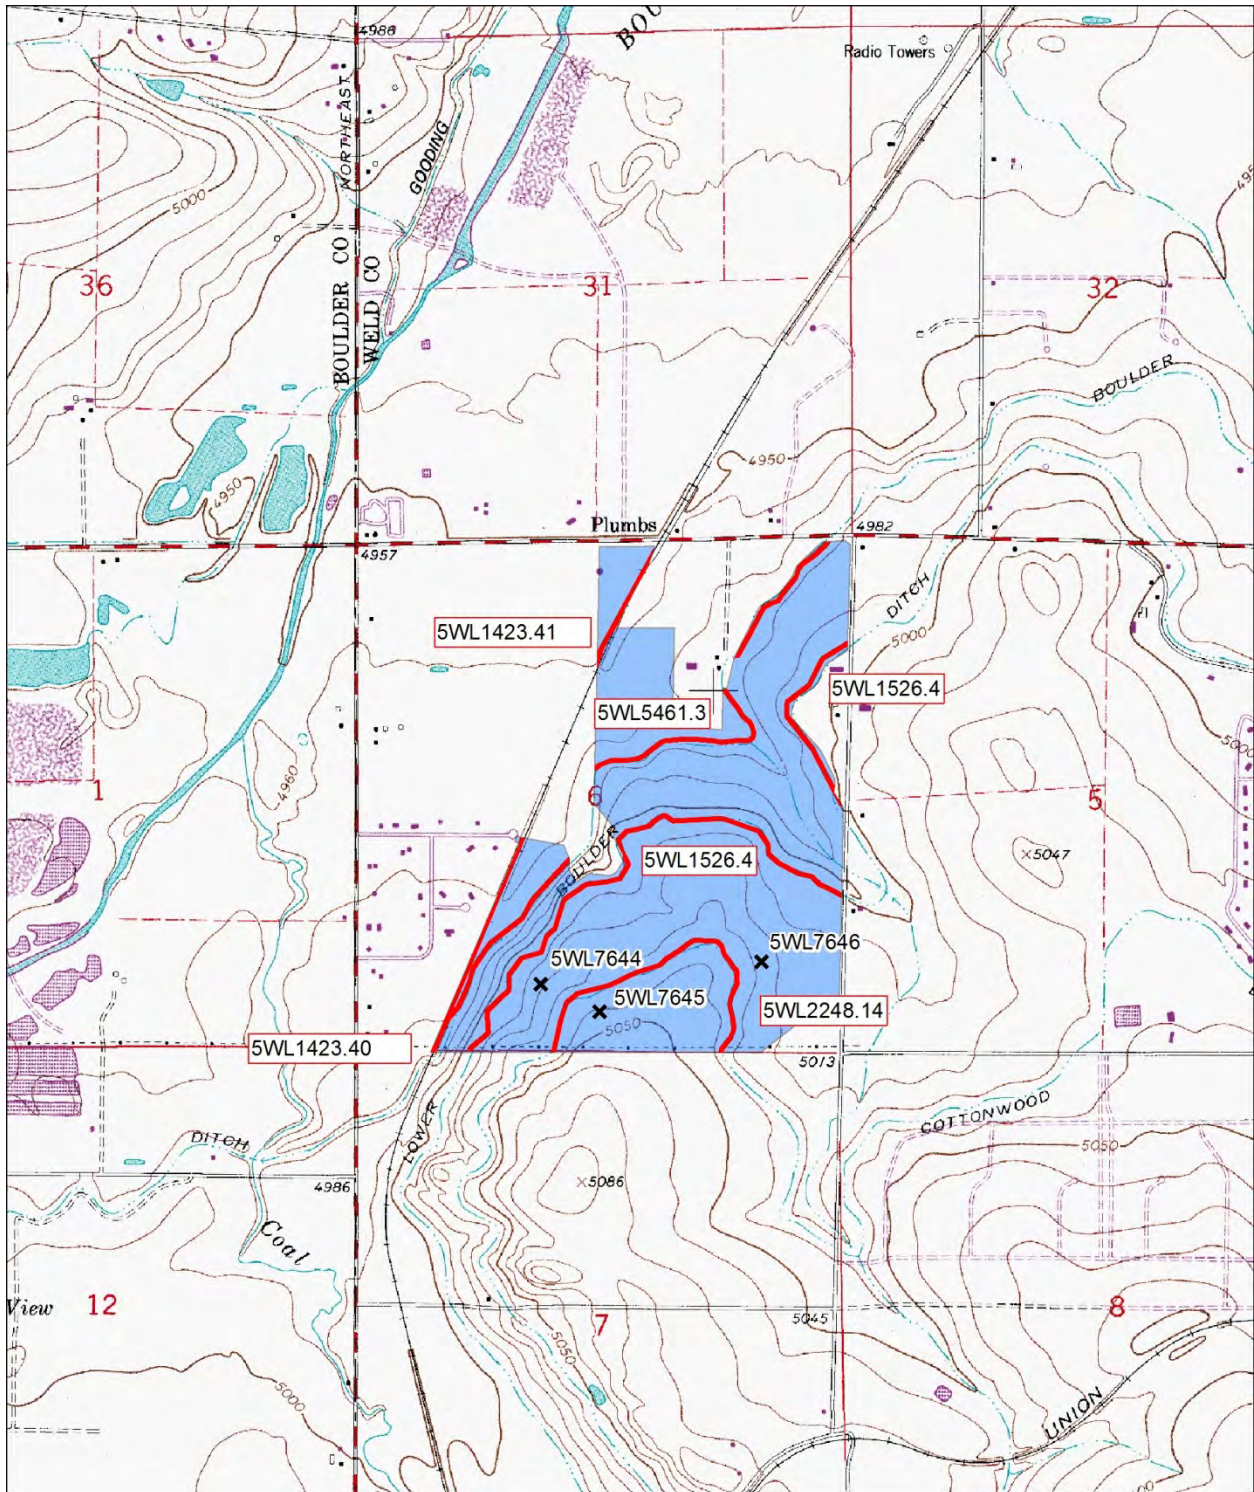 4986
BOU
Radio Towers
NORTHEAST
GOODING
5000
BOULDER CO
WELD CO
36
31
32
BOULDER
4950
4950
Plumbs
4982
4957
DITCH
5000
5WL1423.41
5WL1526.4
5WL5461.3
4960
1
6
5
BOULDER
5WL1526.4
×5047
5WL7646
5WL7644
5WL7645
5WL2248.14
5050
5WL1423.40
5013
LOWER
COTTONWOOD
DITCH
5050
4986
×5086
Coal
View
12
7
5045
8
5050
5000
UNION